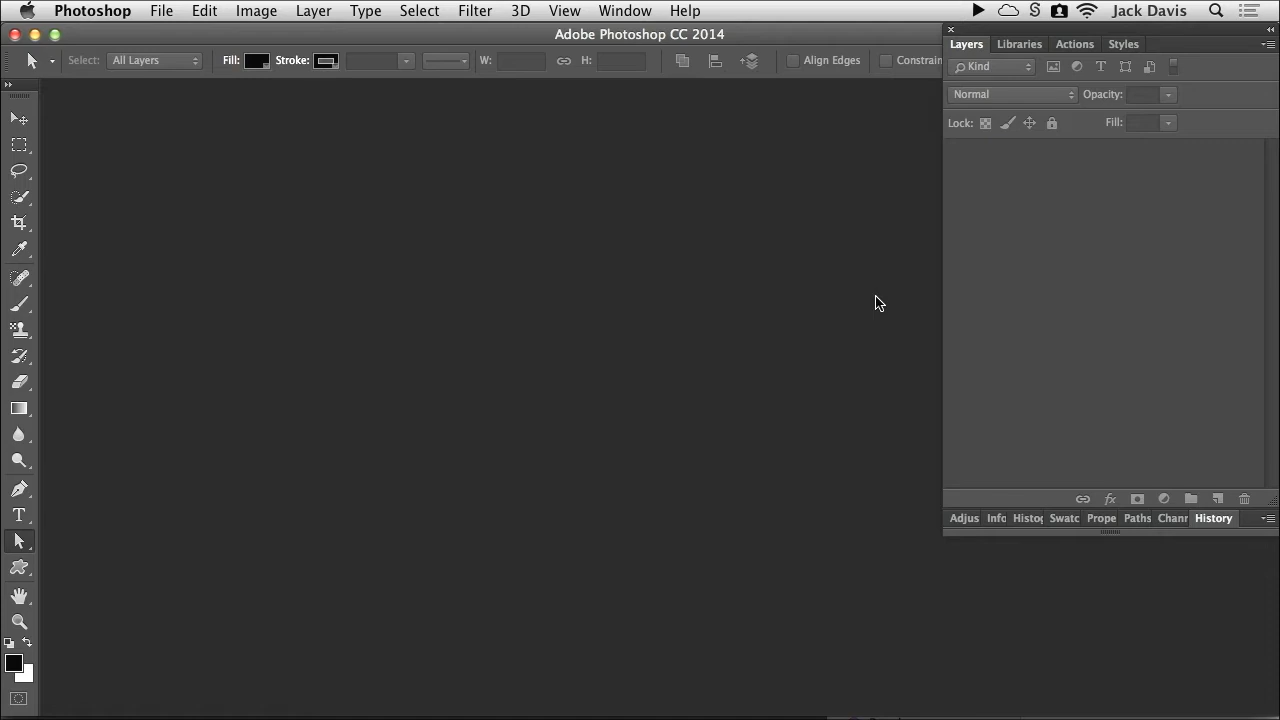 Photoshop File Edit Image Layer Type Select Filter 3D View Window Help Jack Davis
Adobe Photoshop CC 2014
Select: All Layers Fill: Stroke: W: H: Align Edges Constrain
Layers Libraries Actions Styles
Kind
Normal Opacity:
Lock: Fill:
Adjus Info Histog Swatc Prope Paths Chann History